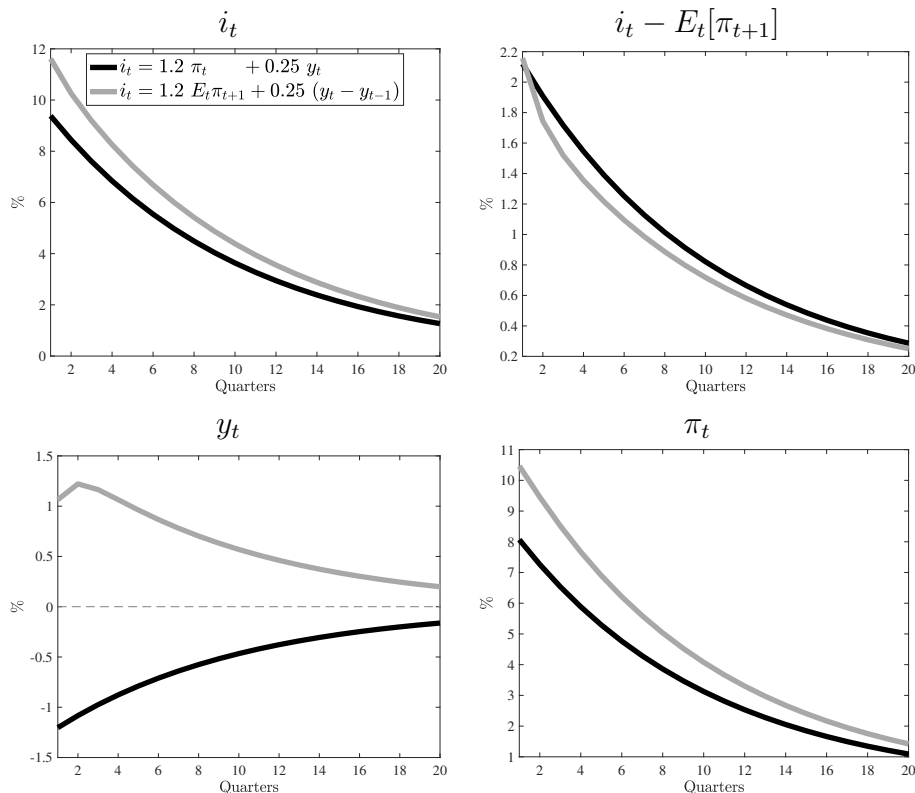 i_t
12
10
8
6
4
2
0
%
i_t = 1.2 π_t + 0.25 y_t
i_t = 1.2 E_tπ_{t+1} + 0.25 (y_t − y_{t−1})
2 4 6 8 10 12 14 16 18 20
Quarters
i_t − E_t[π_{t+1}]
2.2
2
1.8
1.6
1.4
1.2
1
0.8
0.6
0.4
0.2
%
2 4 6 8 10 12 14 16 18 20
Quarters
y_t
1.5
1
0.5
0
-0.5
-1
-1.5
%
2 4 6 8 10 12 14 16 18 20
Quarters
π_t
11
10
9
8
7
6
5
4
3
2
1
%
2 4 6 8 10 12 14 16 18 20
Quarters